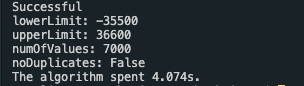 Successful
lowerLimit: -35500
upperLimit: 36600
numOfValues: 7000
noDuplicates: False
The algorithm spent 4.074s.